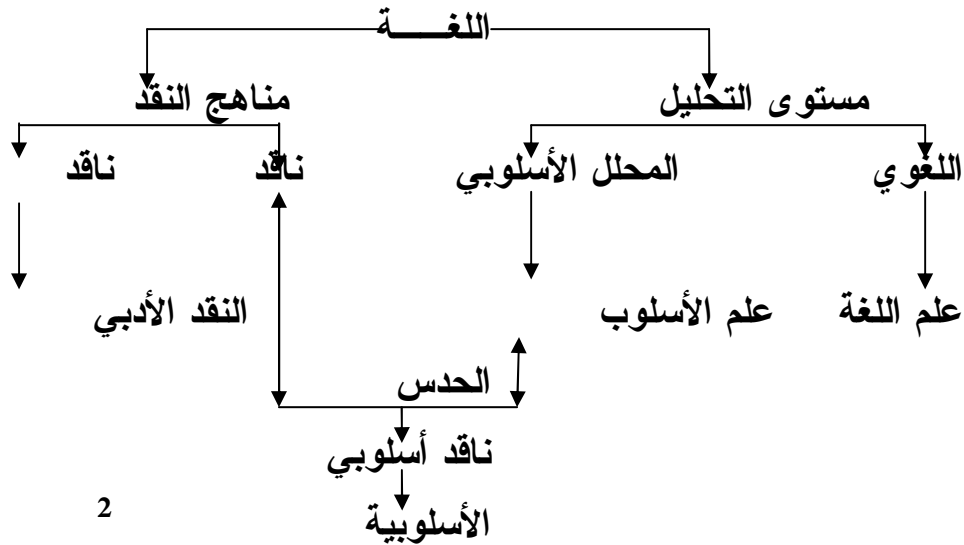 اللغـــــة
مستوى التحليل مناهج النقد
اللغوي المحلل الأسلوبي ناقد ناقد
علم اللغة علم الأسلوب النقد الأدبي
الحدس
ناقد أسلوبي
الأسلوبية
2